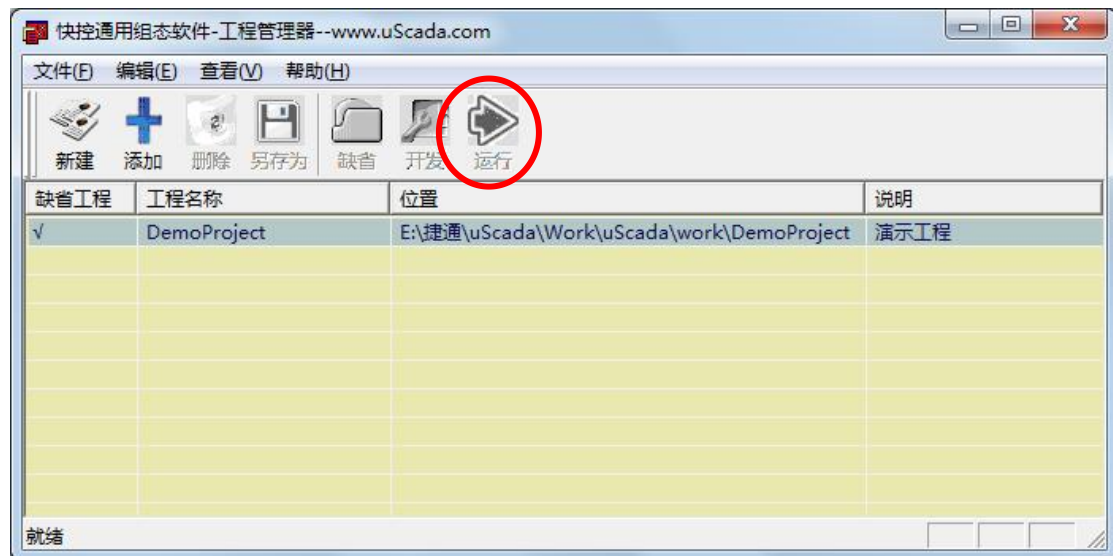 快控通用组态软件-工程管理器--www.uScada.com
文件(F) 编辑(E) 查看(V) 帮助(H)
新建 添加 删除 另存为 缺省 开发 运行
缺省工程 工程名称 位置 说明
√ DemoProject E:\捷通\uScada\Work\uScada\work\DemoProject 演示工程
就绪